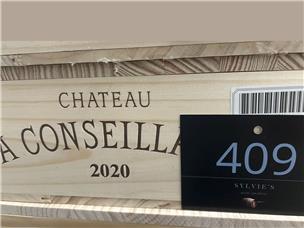 CHATEAU
A CONSEILLA
2020
409
SYLVIE'S